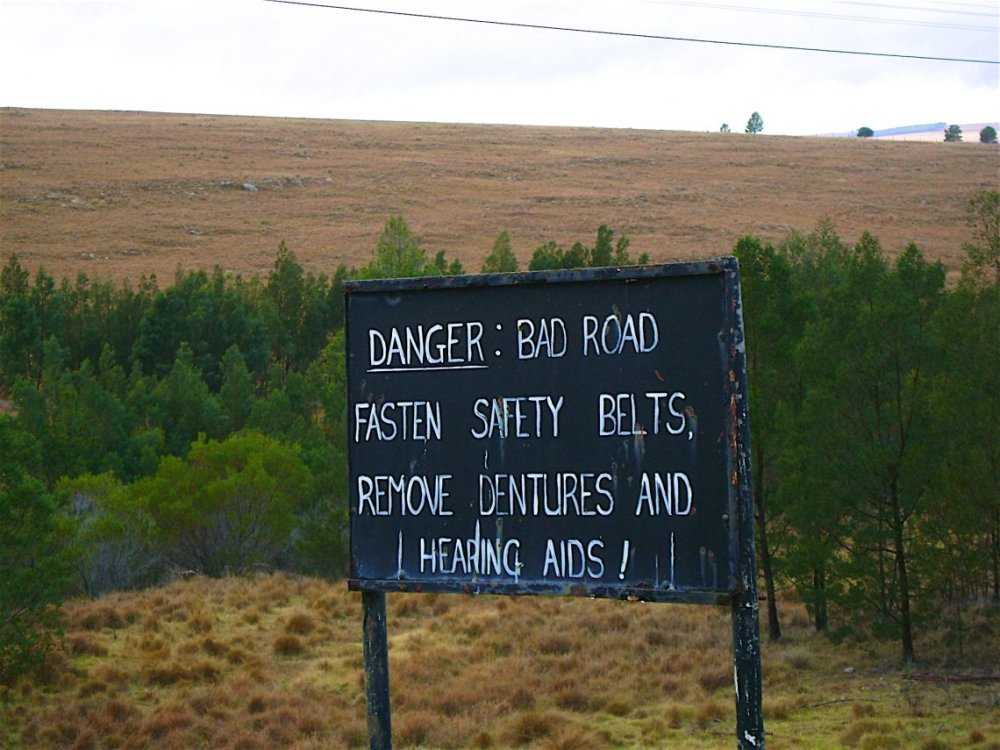 DANGER: BAD ROAD
FASTEN SAFETY BELTS,
REMOVE DENTURES AND
HEARING AIDS!